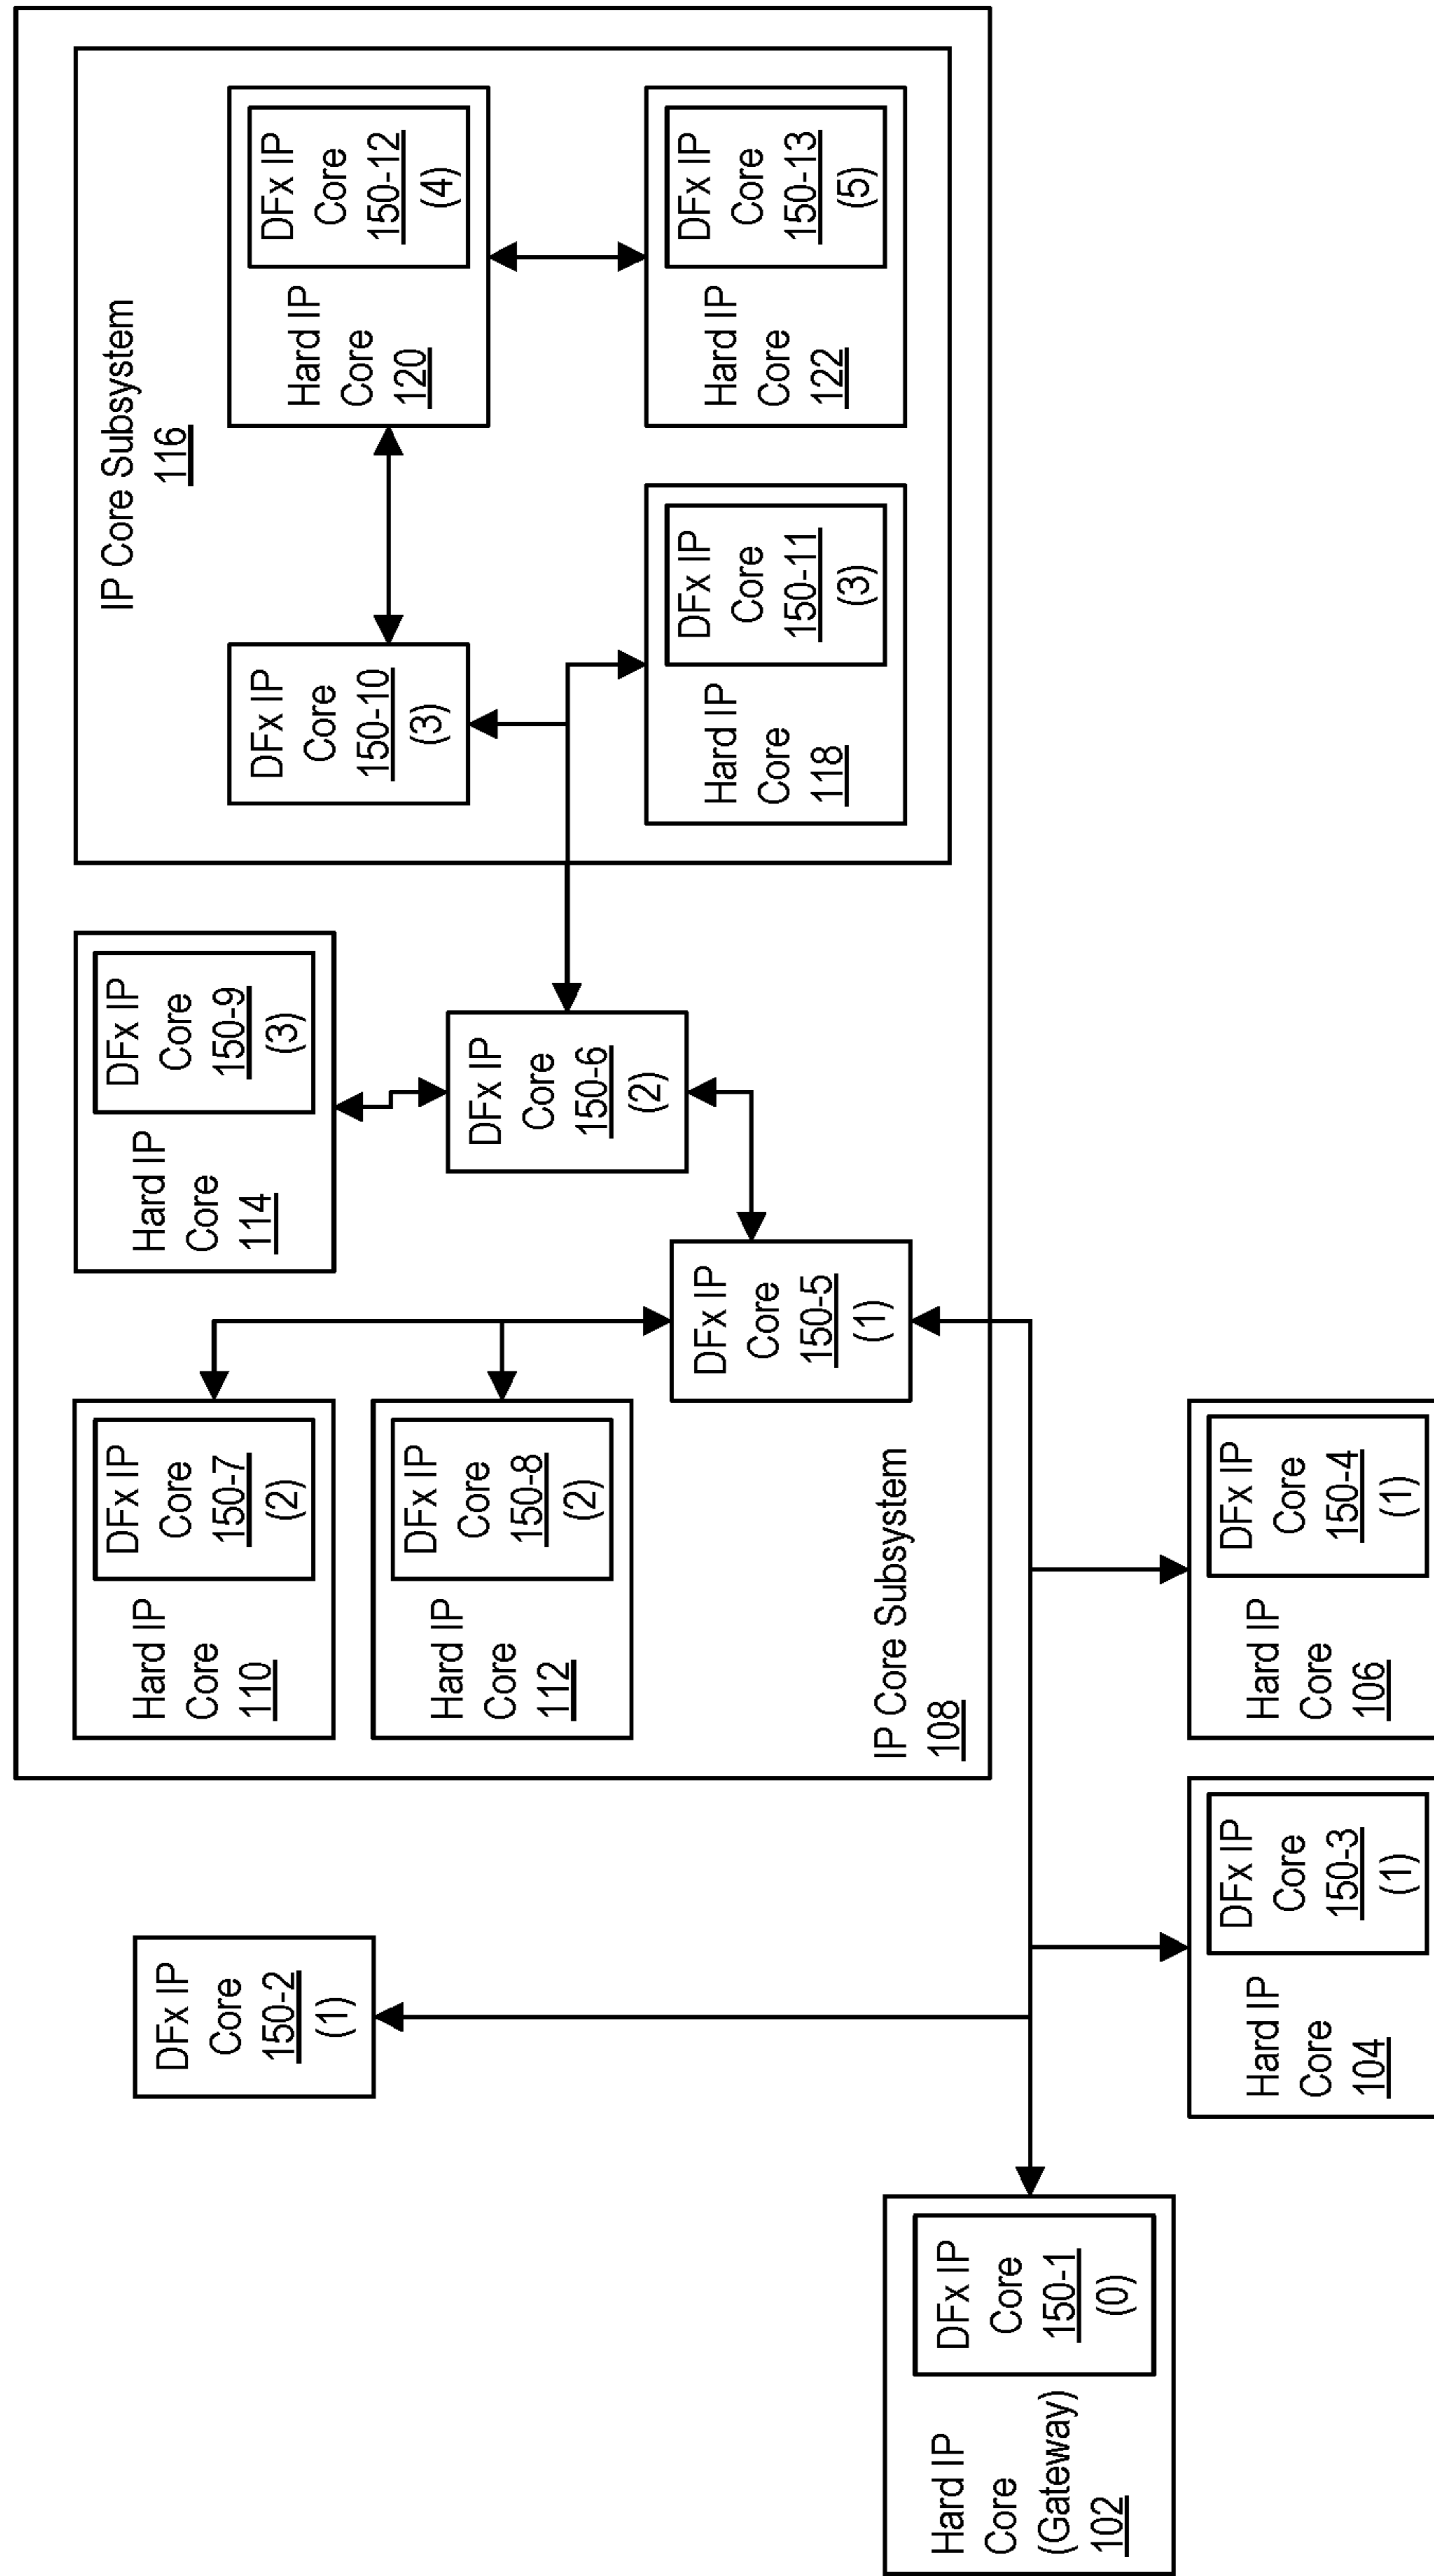 IP Core Subsystem
116
Hard IP
Core
110
DFx IP
Core
150-7
(2)
Hard IP
Core
114
DFx IP
Core
150-9
(3)
DFx IP
Core
150-10
(3)
Hard IP
Core
120
DFx IP
Core
150-12
(4)
DFx IP
Core
150-2
(1)
Hard IP
Core
112
DFx IP
Core
150-8
(2)
DFx IP
Core
150-6
(2)
Hard IP
Core
118
DFx IP
Core
150-11
(3)
Hard IP
Core
122
DFx IP
Core
150-13
(5)
DFx IP
Core
150-5
(1)
IP Core Subsystem
108
Hard IP
Core
(Gateway)
102
DFx IP
Core
150-1
(0)
Hard IP
Core
104
DFx IP
Core
150-3
(1)
Hard IP
Core
106
DFx IP
Core
150-4
(1)